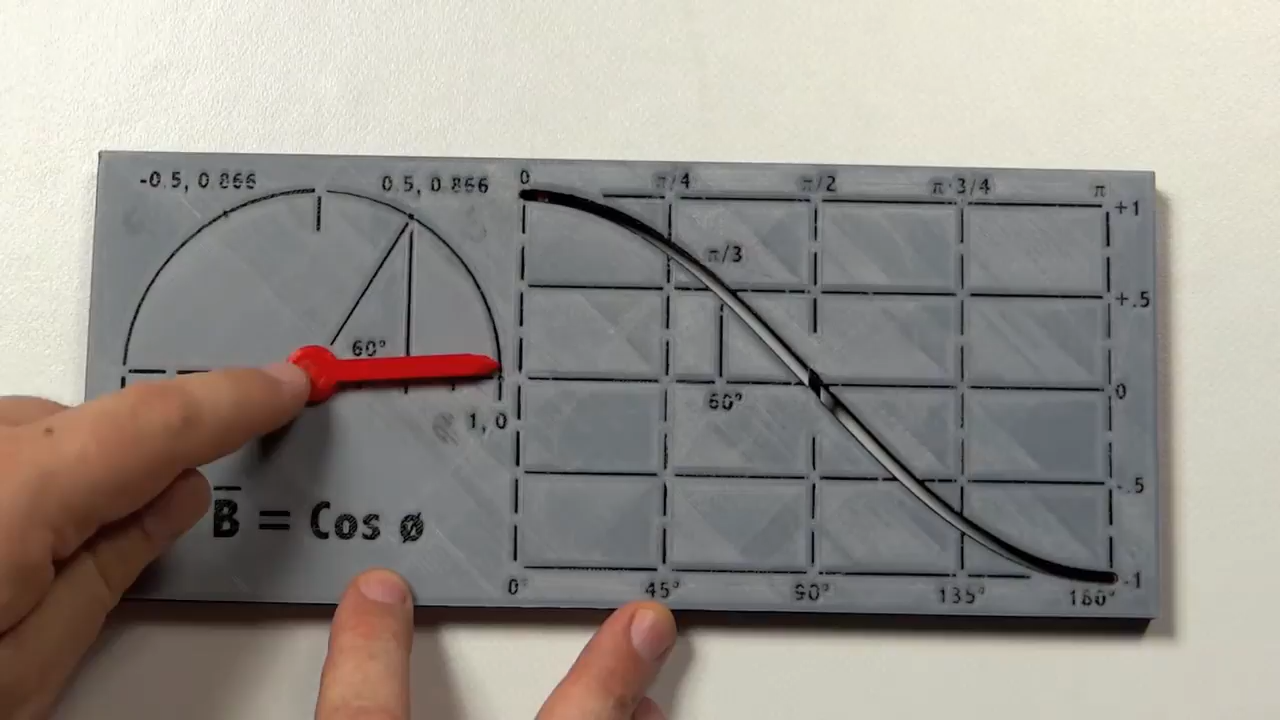 -0.5, 0 866
0.5, 0.866
60°
1, 0
B = Cos ø
0 π/4 π/2 π·3/4 π
+1
π/3
+.5
0
60°
-.5
-1
0° 45° 90° 135° 180°